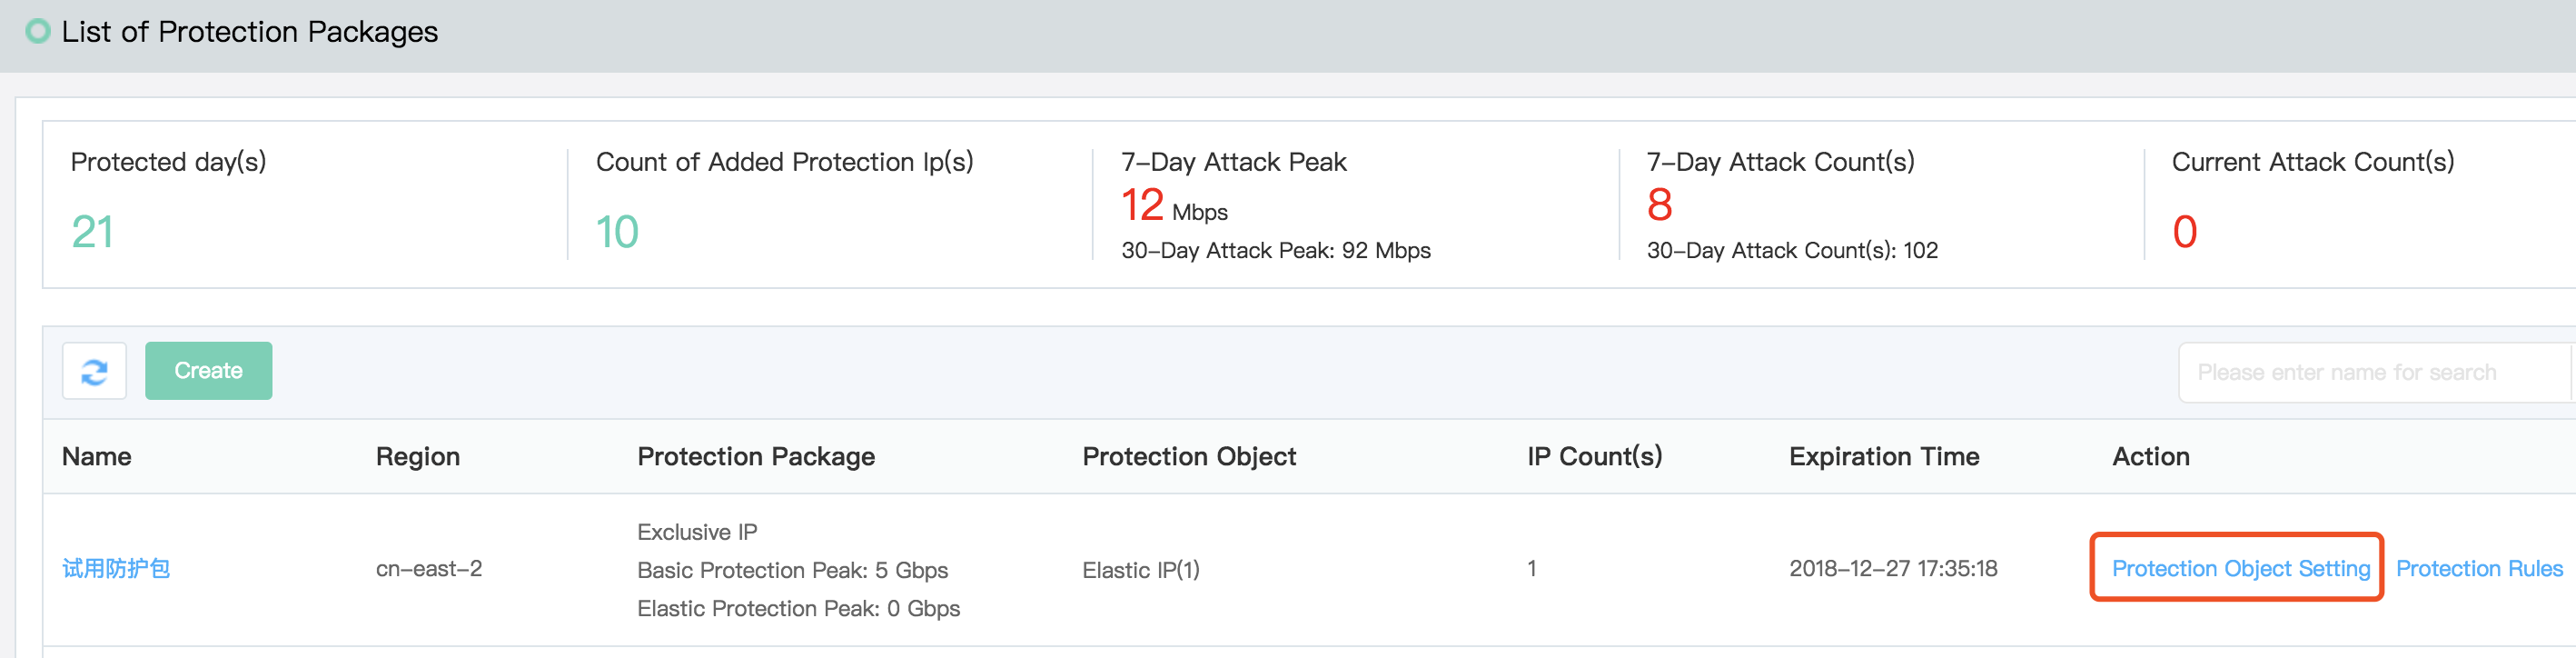 List of Protection Packages
Protected day(s)
21
Count of Added Protection Ip(s)
10
7-Day Attack Peak
12 Mbps
30-Day Attack Peak: 92 Mbps
7-Day Attack Count(s)
8
30-Day Attack Count(s): 102
Current Attack Count(s)
0
Create
Please enter name for search
Name Region Protection Package Protection Object IP Count(s) Expiration Time Action
试用防护包
cn-east-2
Exclusive IP
Basic Protection Peak: 5 Gbps
Elastic Protection Peak: 0 Gbps
Elastic IP(1)
1
2018-12-27 17:35:18
Protection Object Setting Protection Rules